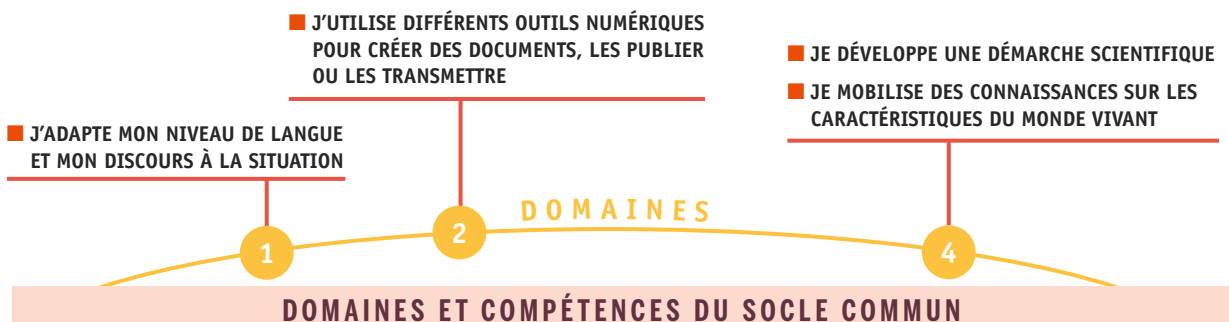 ■ J'UTILISE DIFFÉRENTS OUTILS NUMÉRIQUES
POUR CRÉER DES DOCUMENTS, LES PUBLIER
OU LES TRANSMETTRE
■ JE DÉVELOPPE UNE DÉMARCHE SCIENTIFIQUE
■ JE MOBILISE DES CONNAISSANCES SUR LES
CARACTÉRISTIQUES DU MONDE VIVANT
■ J'ADAPTE MON NIVEAU DE LANGUE
ET MON DISCOURS À LA SITUATION
DOMAINES
1
2
4
DOMAINES ET COMPÉTENCES DU SOCLE COMMUN